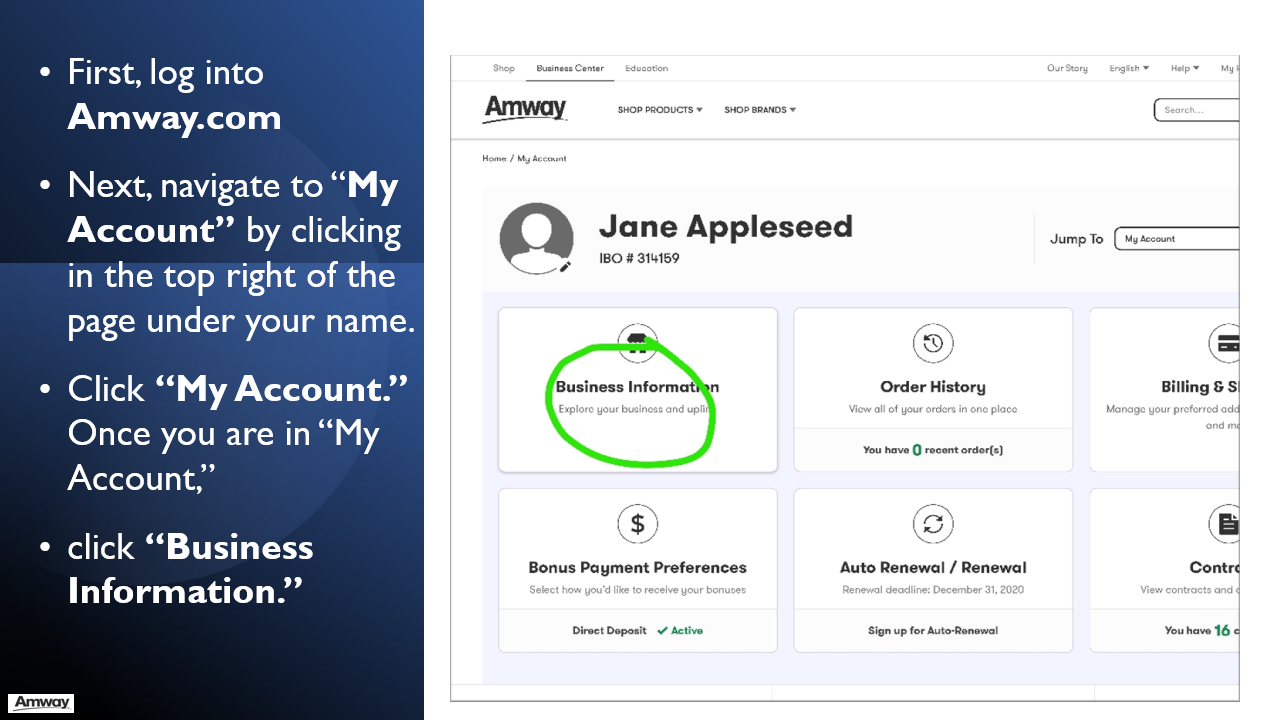 • First, log into
Amway.com
• Next, navigate to “My
Account” by clicking
in the top right of the
page under your name.
• Click “My Account.”
Once you are in “My
Account,”
• click “Business
Information.”
Amway
Shop Business Center Education Our Story English Help My
Amway SHOP PRODUCTS SHOP BRANDS Search...
Home / My Account
Jane Appleseed
IBO # 314159
Jump To My Account
Business Information
Explore your business and upline
Order History
View all of your orders in one place
You have 0 recent order(s)
Billing &
Manage your preferred
and
Bonus Payment Preferences
Select how you'd like to receive your bonuses
Direct Deposit ✓ Active
Auto Renewal / Renewal
Renewal deadline: December 31, 2020
Sign up for Auto-Renewal
View contracts and
You have 16